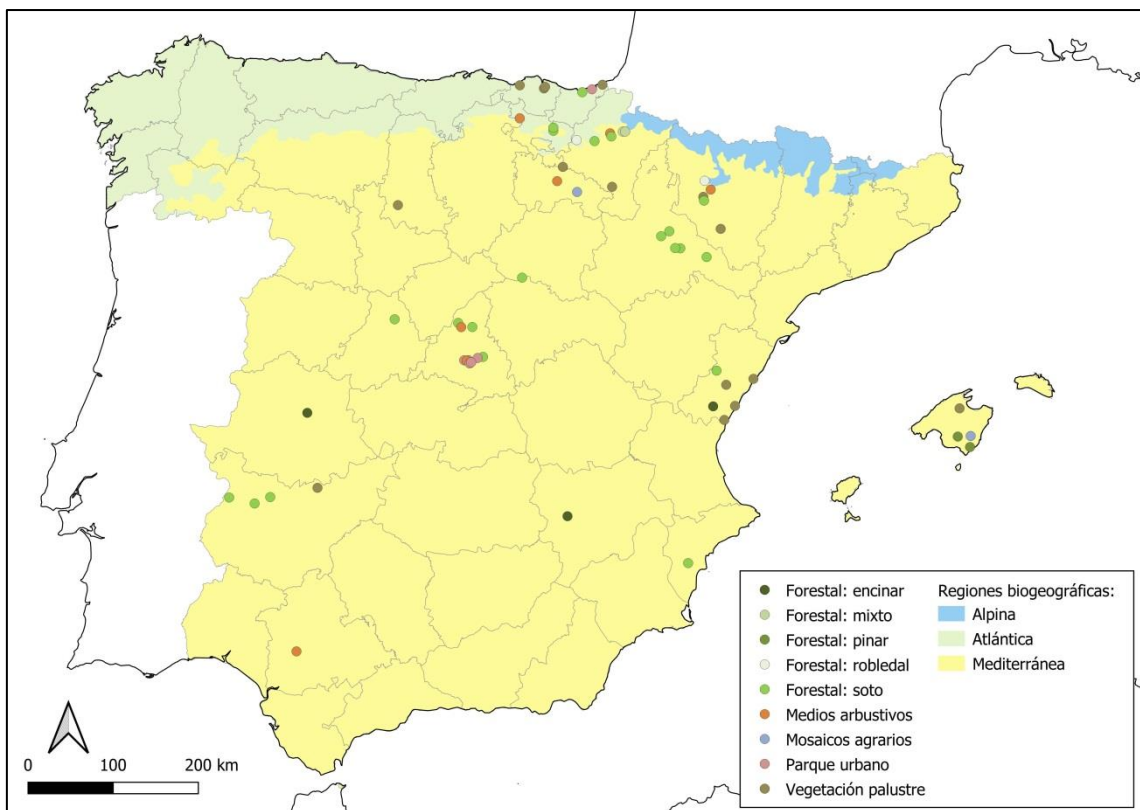 Forestal: encinar
Forestal: mixto
Forestal: pinar
Forestal: robledal
Forestal: soto
Medios arbustivos
Mosaicos agrarios
Parque urbano
Vegetación palustre
Regiones biogeográficas:
Alpina
Atlántica
Mediterránea
0 100 200 km